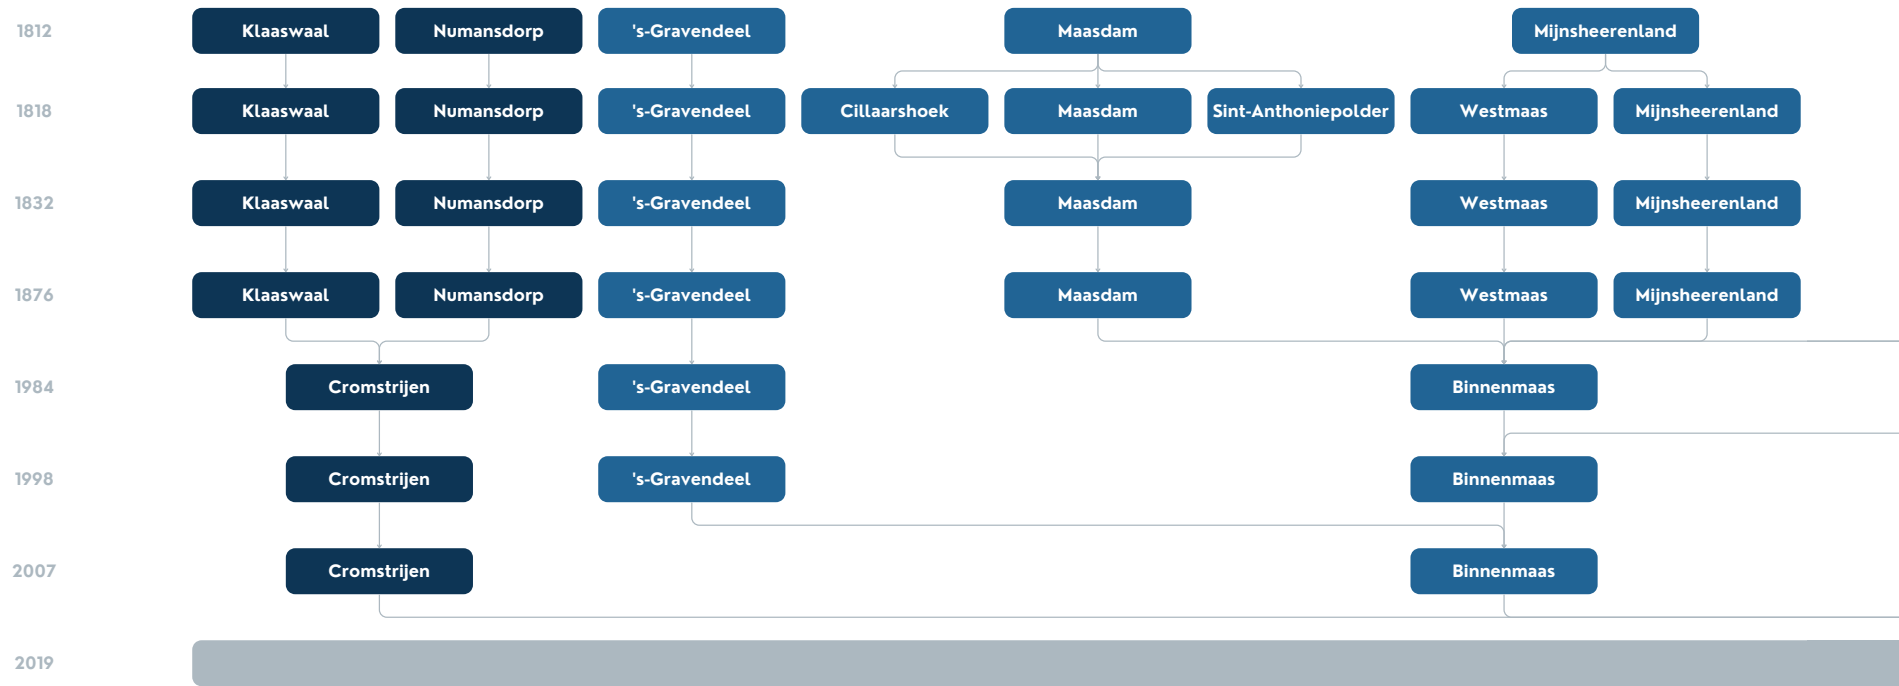 1812 Klaaswaal Numansdorp 's-Gravendeel Maasdam Mijnsheerenland
1818 Klaaswaal Numansdorp 's-Gravendeel Cillaarshoek Maasdam Sint-Anthoniepolder Westmaas Mijnsheerenland
1832 Klaaswaal Numansdorp 's-Gravendeel Maasdam Westmaas Mijnsheerenland
1876 Klaaswaal Numansdorp 's-Gravendeel Maasdam Westmaas Mijnsheerenland
1984 Cromstrijen 's-Gravendeel Binnenmaas
1998 Cromstrijen 's-Gravendeel Binnenmaas
2007 Cromstrijen Binnenmaas
2019